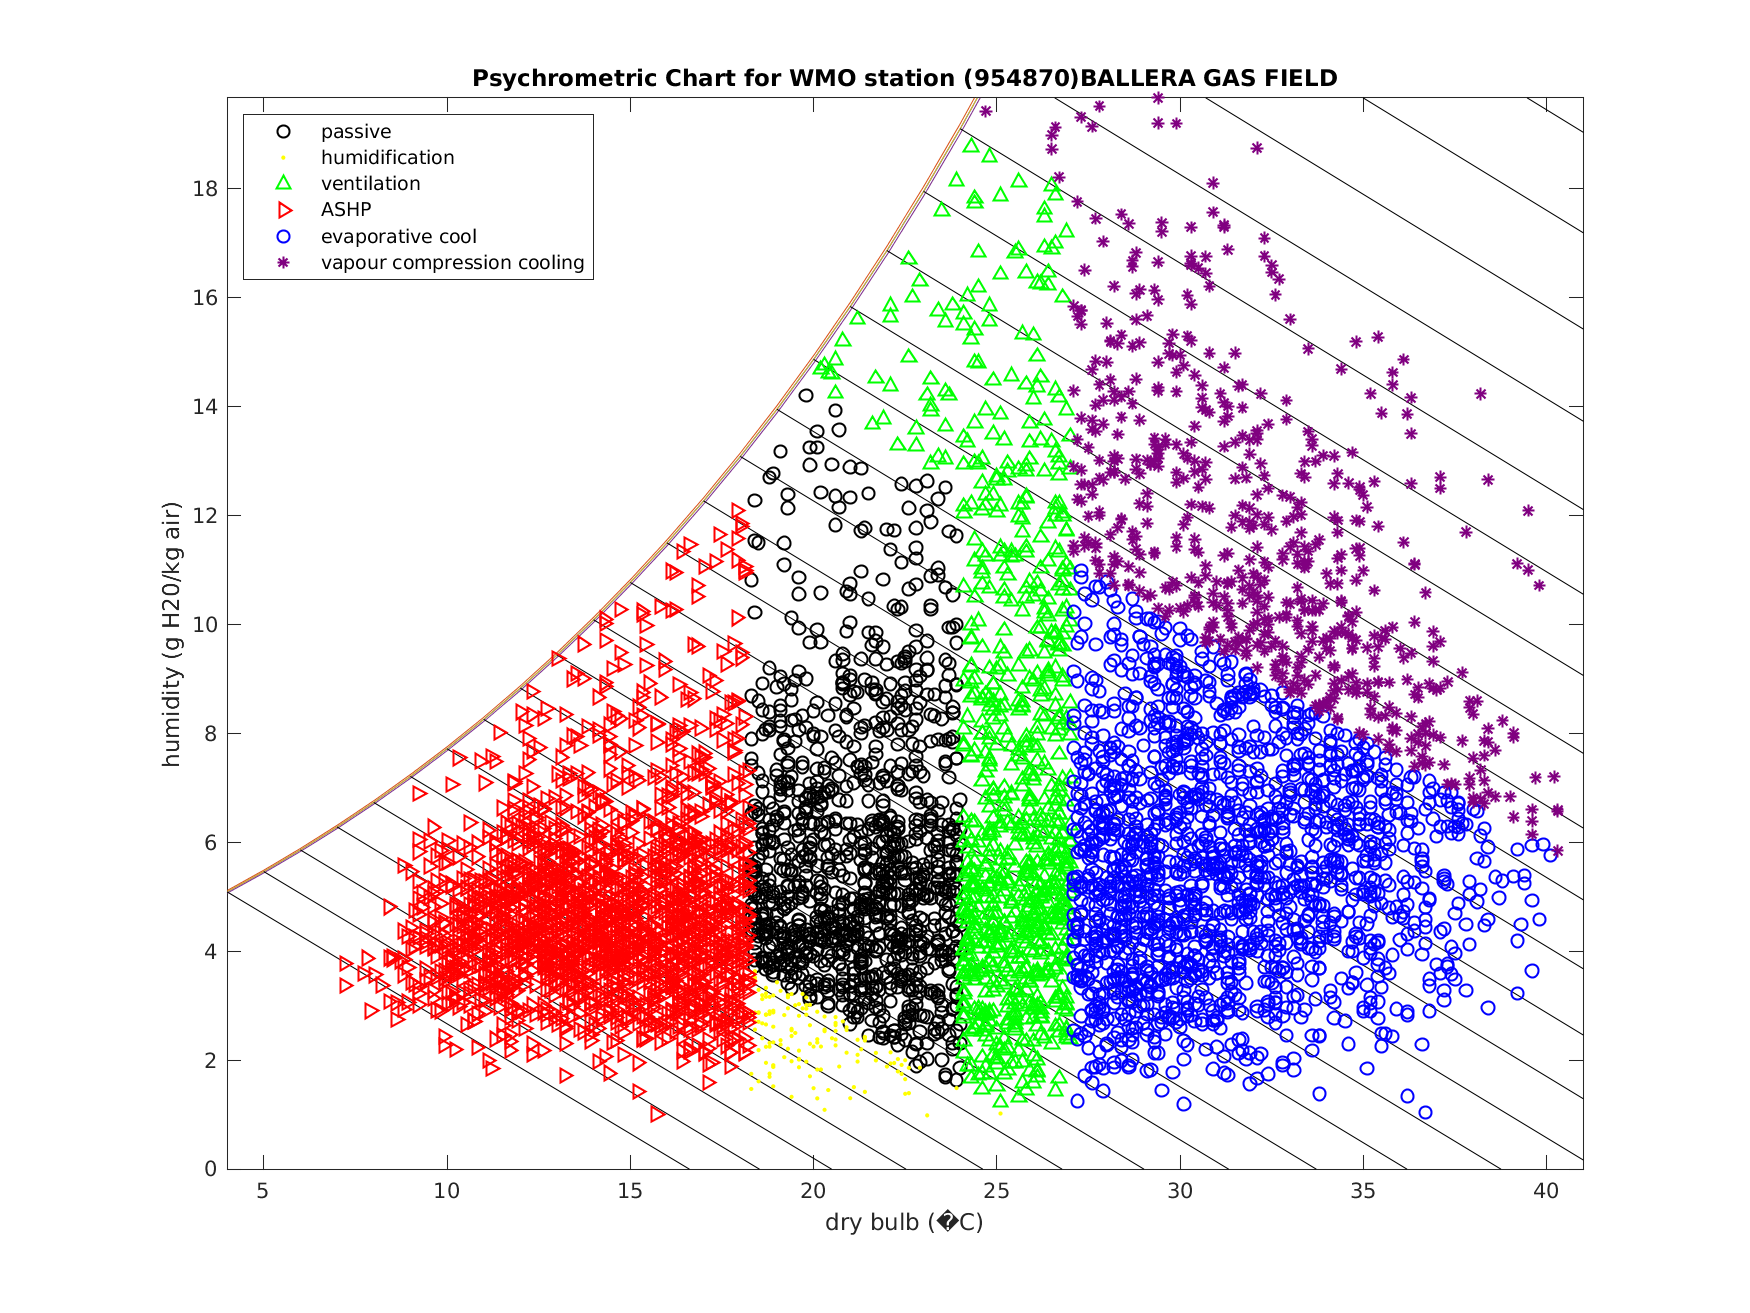 Psychrometric Chart for WMO station (954870)BALLERA GAS FIELD
passive
humidification
ventilation
ASHP
evaporative cool
vapour compression cooling
humidity (g H20/kg air)
18
16
14
12
10
8
6
4
2
0
5 10 15 20 25 30 35 40
dry bulb (�C)